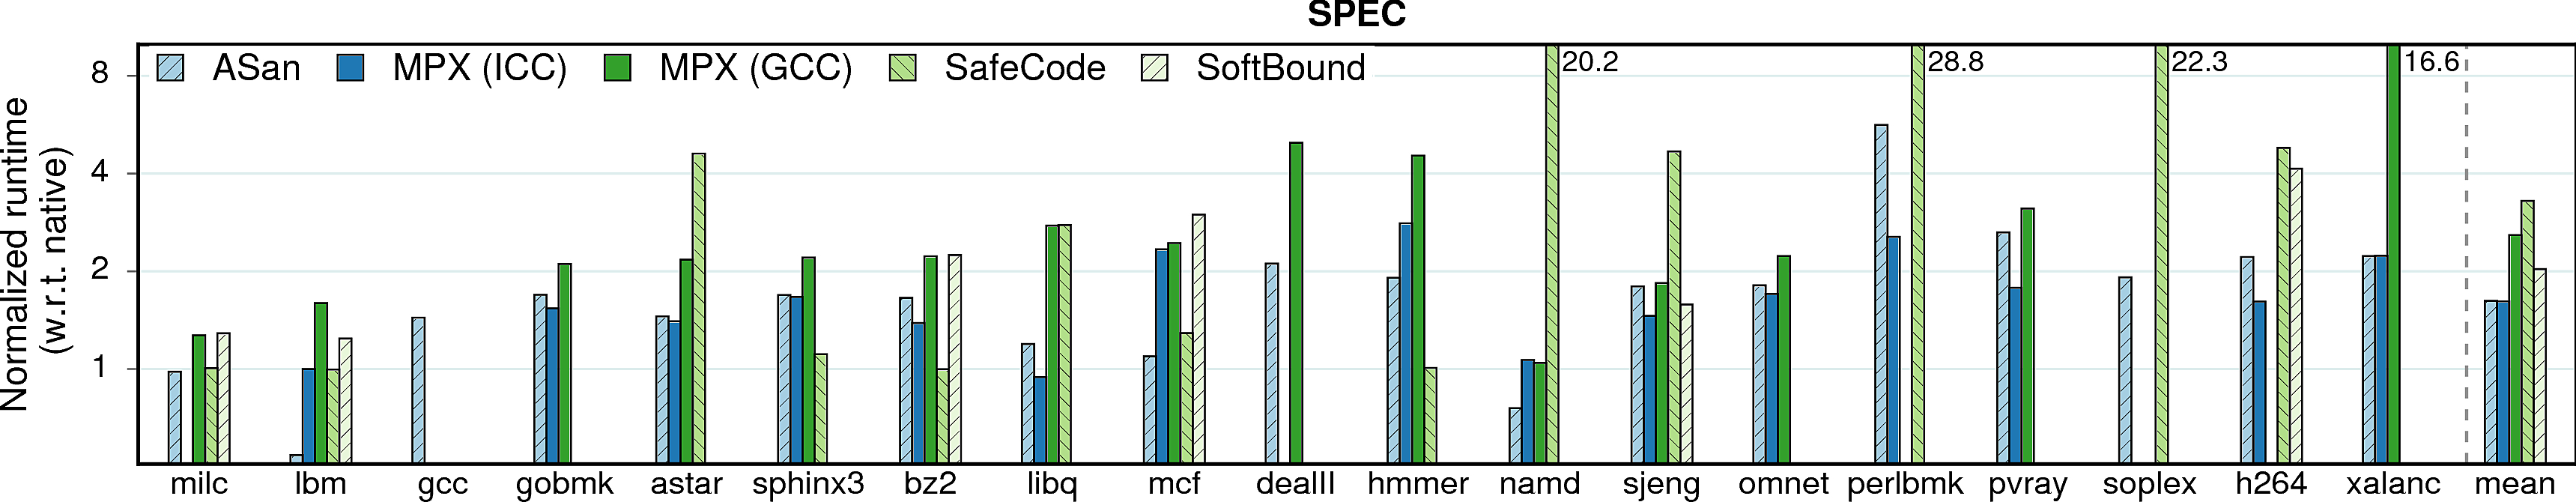 SPEC
Normalized runtime
(w.r.t. native)
8
4
2
1
ASan MPX (ICC) MPX (GCC) SafeCode SoftBound
20.2 28.8 22.3 16.6
milc lbm gcc gobmk astar sphinx3 bz2 libq mcf dealII hmmer namd sjeng omnet perlbmk pvray soplex h264 xalanc mean